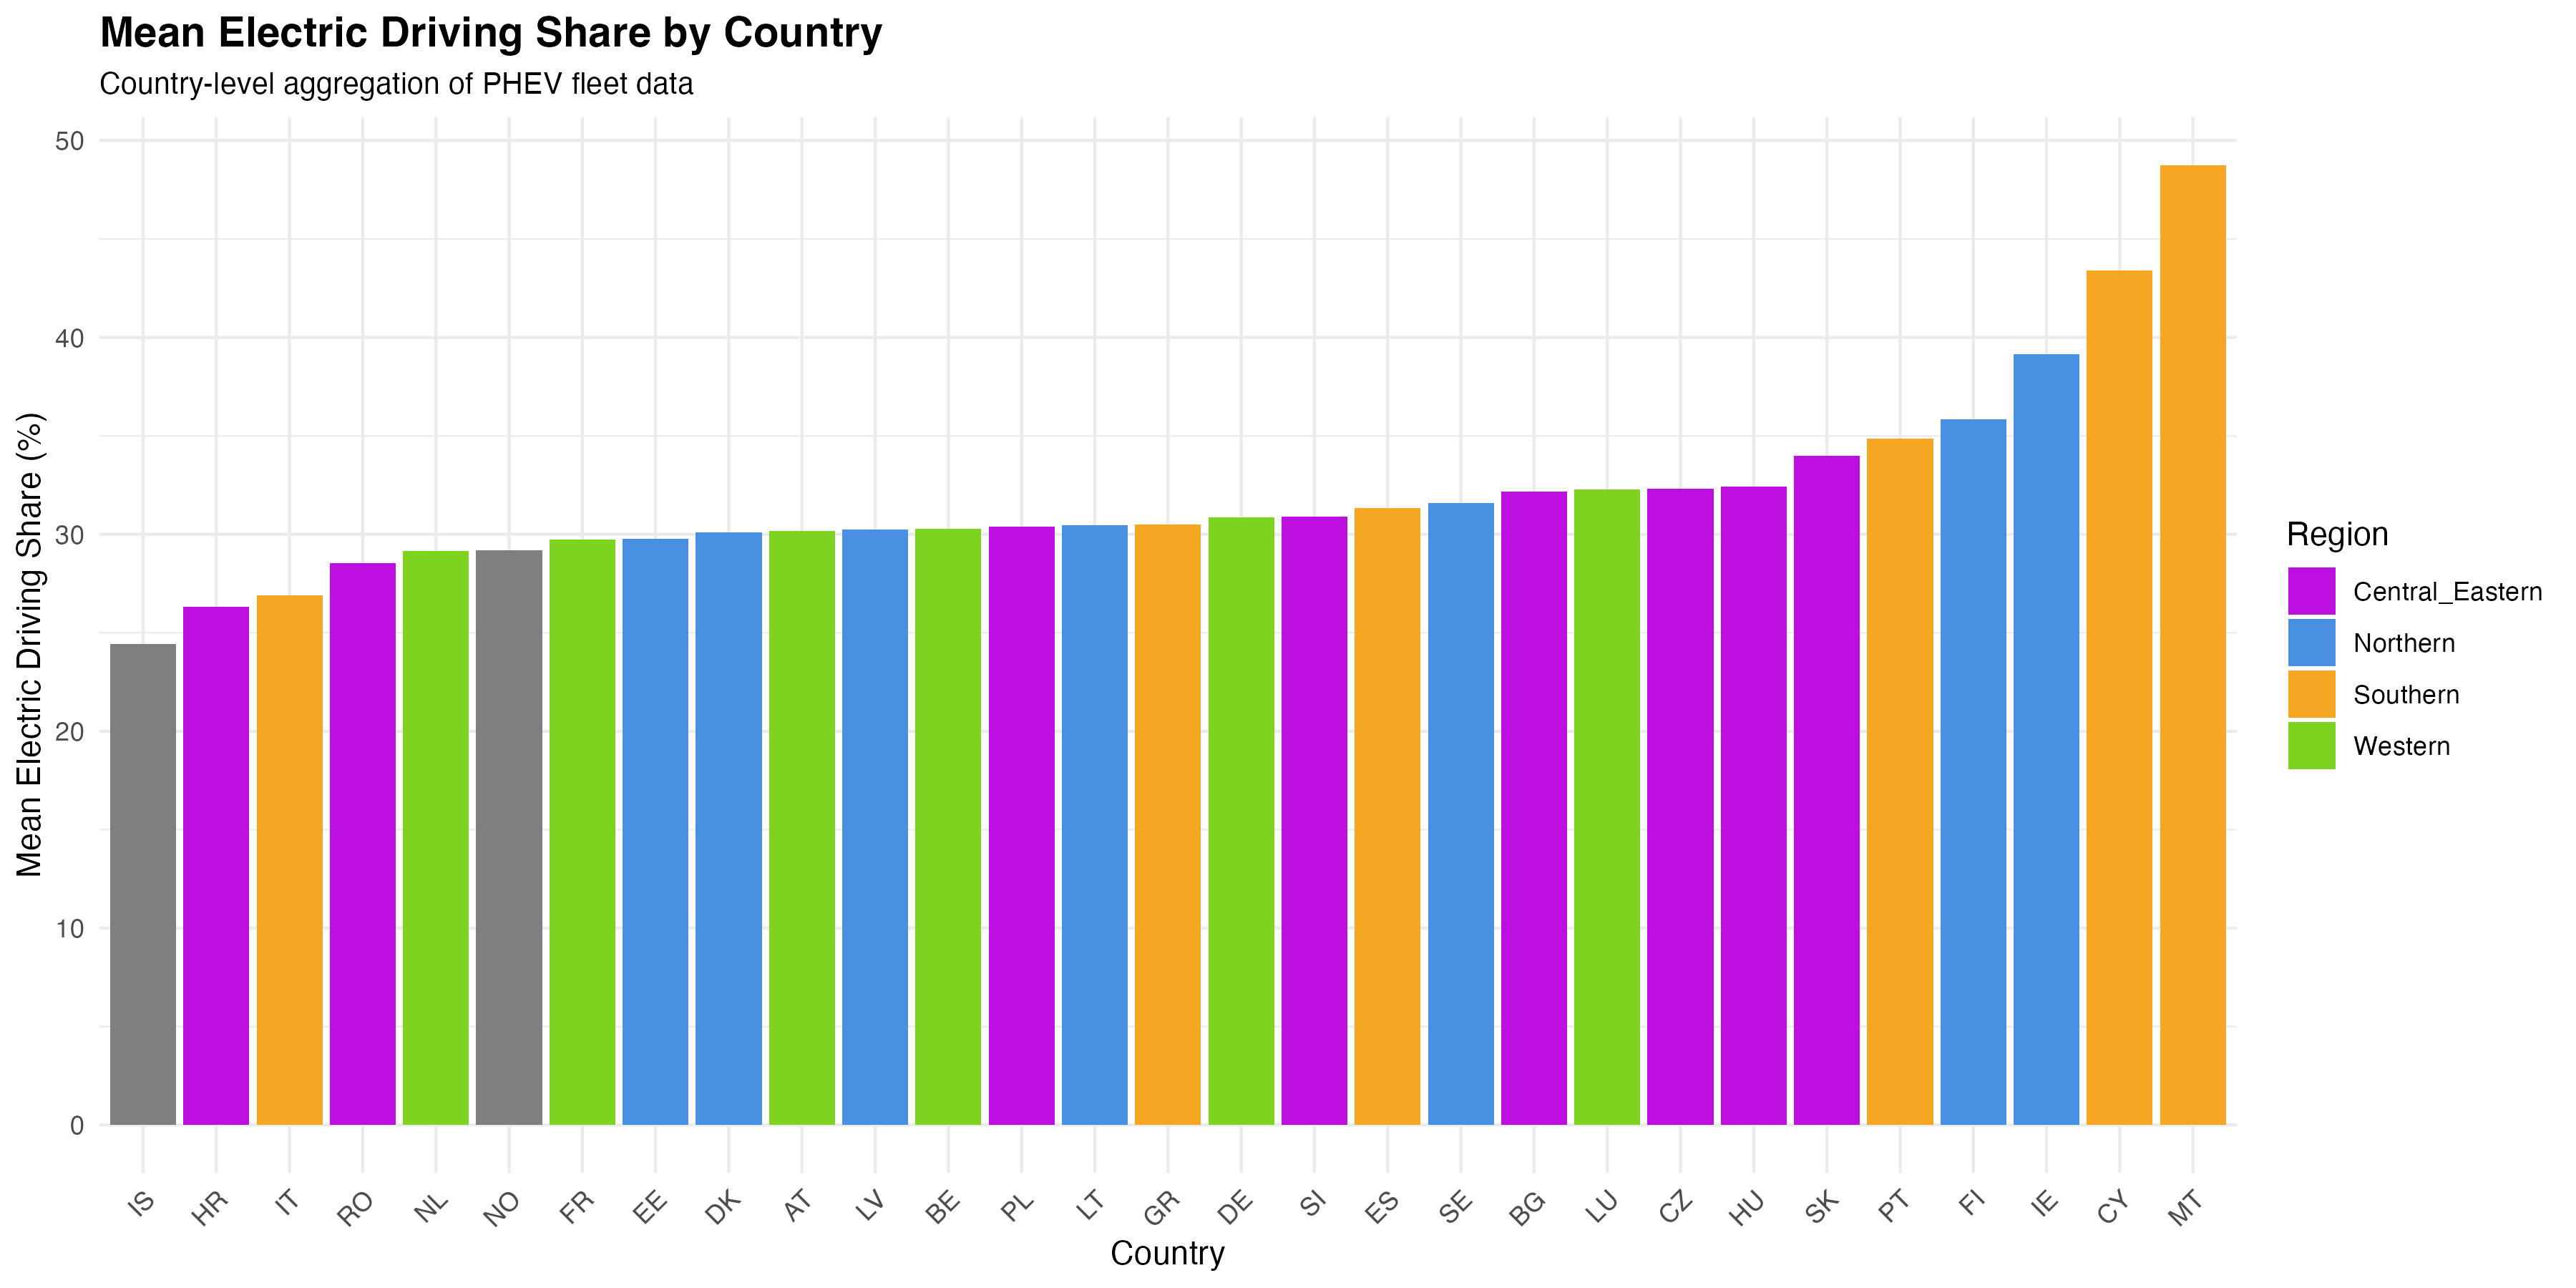 Mean Electric Driving Share by Country
Country-level aggregation of PHEV fleet data
Mean Electric Driving Share (%)
50
40
30
20
10
0
IS HR IT RO NL NO FR EE DK AT LV BE PL LT GR DE SI ES SE BG LU CZ HU SK PT FI IE CY MT
Country
Region
Central_Eastern
Northern
Southern
Western